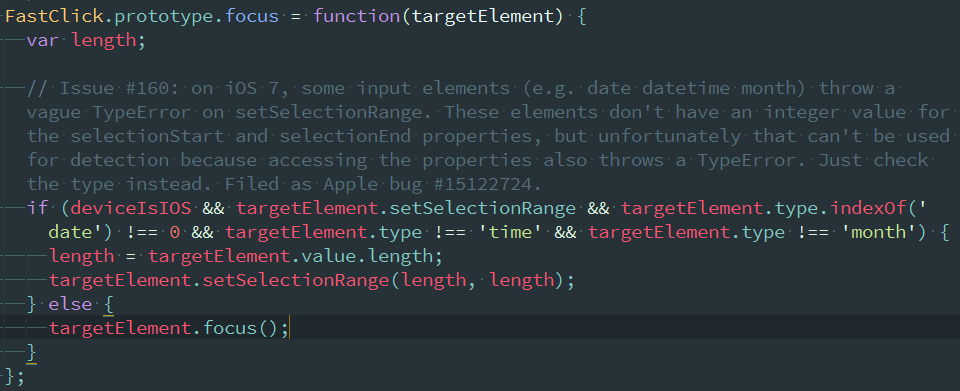 FastClick.prototype.focus = function(targetElement) {
var length;
// Issue #160: on iOS 7, some input elements (e.g. date datetime month) throw a
vague TypeError on setSelectionRange. These elements don't have an integer value for
the selectionStart and selectionEnd properties, but unfortunately that can't be used
for detection because accessing the properties also throws a TypeError. Just check
the type instead. Filed as Apple bug #15122724.
if (deviceIsIOS && targetElement.setSelectionRange && targetElement.type.indexOf('
date') !== 0 && targetElement.type !== 'time' && targetElement.type !== 'month') {
length = targetElement.value.length;
targetElement.setSelectionRange(length, length);
} else {
targetElement.focus();
}
};